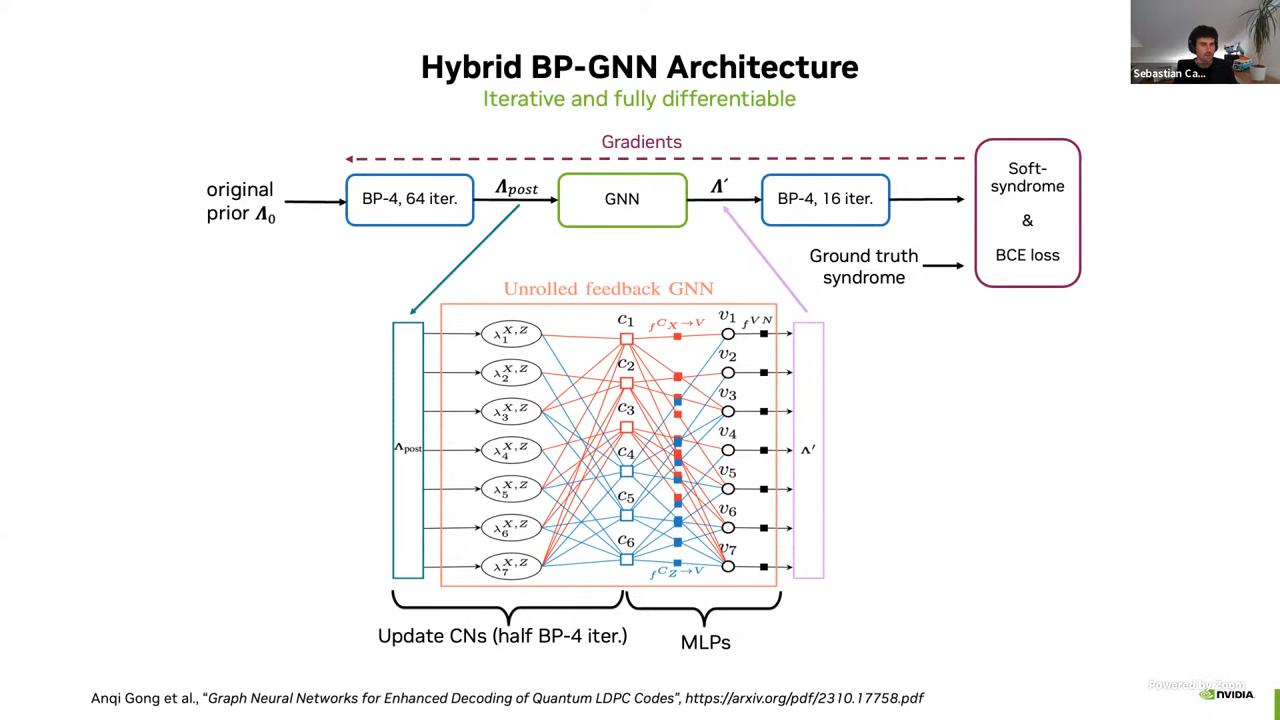 Hybrid BP-GNN Architecture
Iterative and fully differentiable
Sebastian Ca...
Gradients
original
prior Λ₀
BP-4, 64 iter.
Λpost
GNN
Λ′
BP-4, 16 iter.
Soft-
syndrome
&
BCE loss
Ground truth
syndrome
Unrolled feedback GNN
Λpost
λ₁^X,Z
λ₂^X,Z
λ₃^X,Z
λ₄^X,Z
λ₅^X,Z
λ₆^X,Z
λ₇^X,Z
c₁
c₂
c₃
c₄
c₅
c₆
f^C_X→V
f^C_Z→V
v₁
v₂
v₃
v₄
v₅
v₆
v₇
f^VN
Λ′
Update CNs (half BP-4 iter.)
MLPs
Anqi Gong et al., “Graph Neural Networks for Enhanced Decoding of Quantum LDPC Codes”, https://arxiv.org/pdf/2310.17758.pdf
Powered by Zoom
NVIDIA